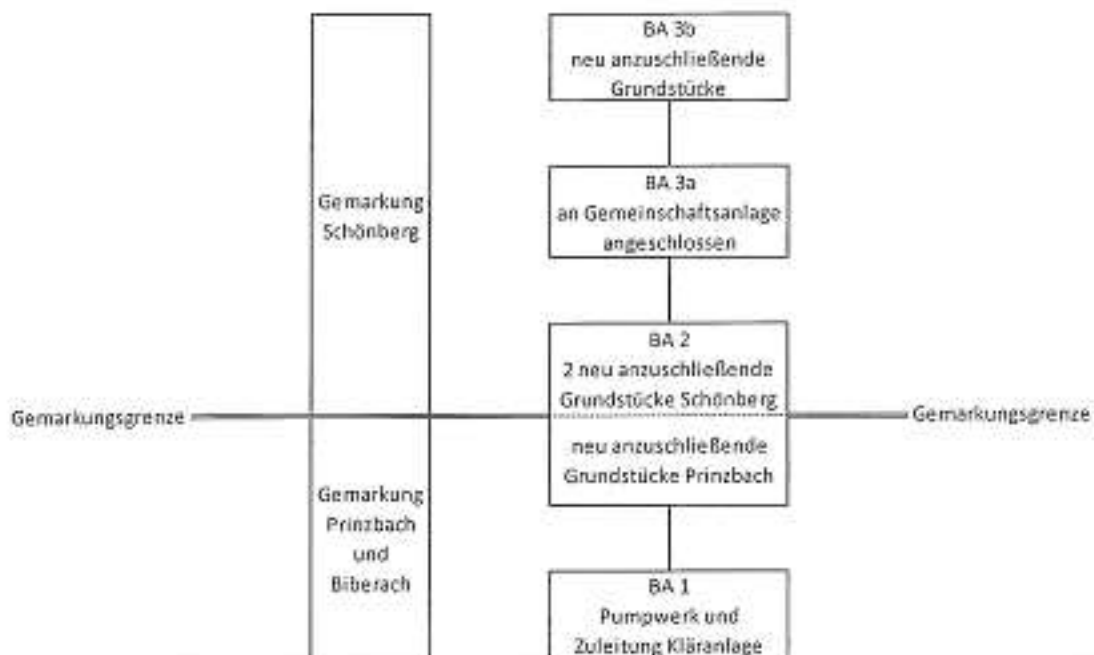 BA 3b
neu anzuschließende
Grundstücke
BA 3a
an Gemeinschaftsanlage
angeschlossen
Gemarkung
Schönberg
BA 2
2 neu anzuschließende
Grundstücke Schönberg
Gemarkungsgrenze
Gemarkungsgrenze
neu anzuschließende
Grundstücke Prinzbach
Gemarkung
Prinzbach
und
Biberach
BA 1
Pumpwerk und
Zuleitung Kläranlage